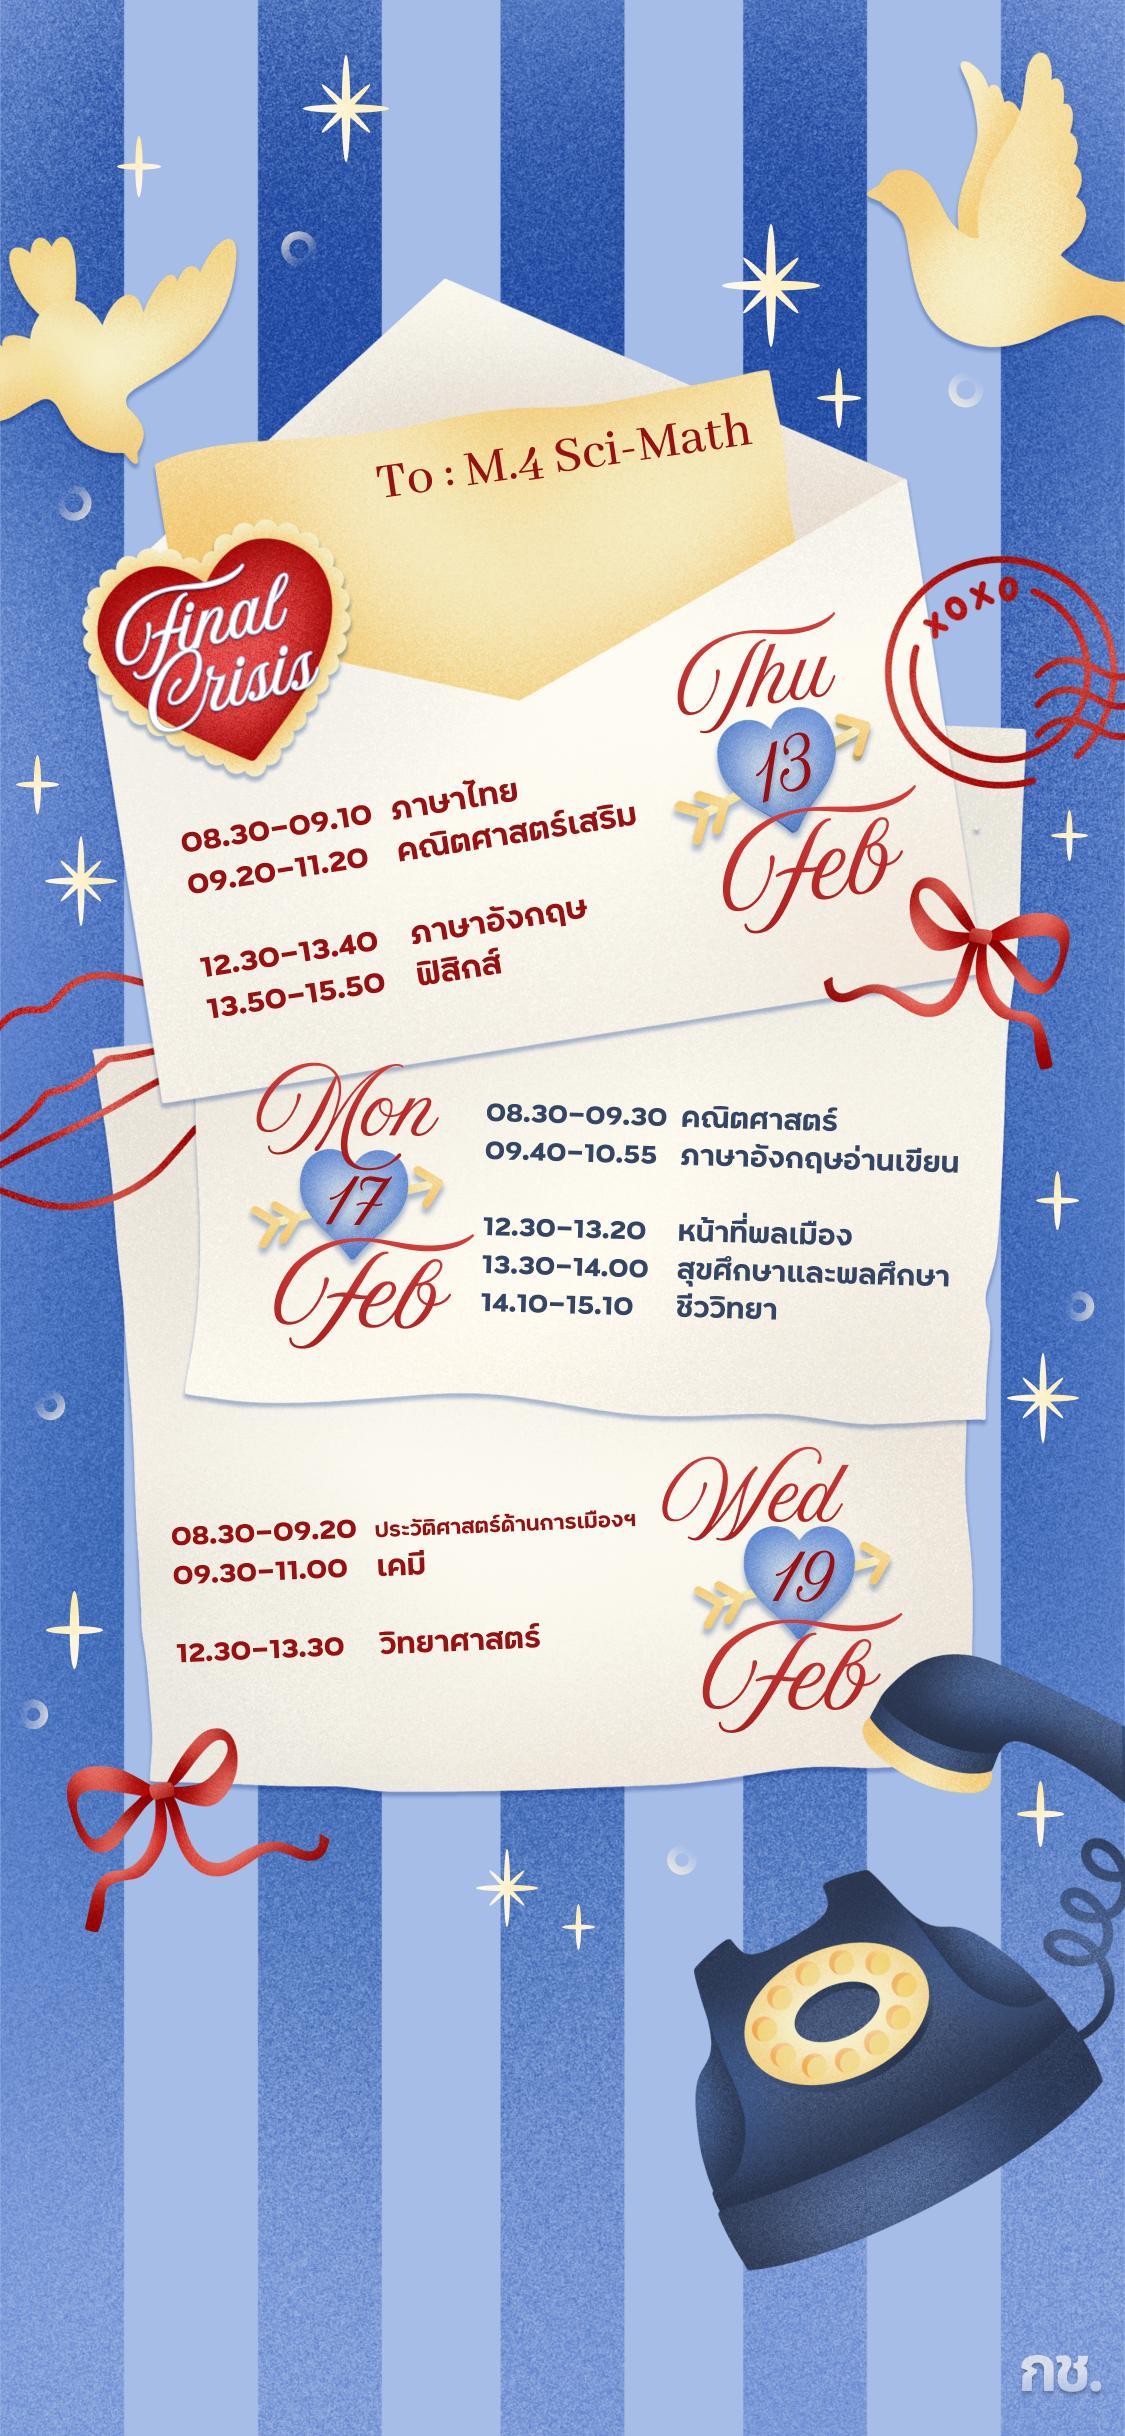 To : M.4 Sci-Math
Final
Crisis
xoxo
Thu
13
Feb
08.30-09.10 ภาษาไทย
09.20-11.20 คณิตศาสตร์เสริม
12.30-13.40 ภาษาอังกฤษ
13.50-15.50 ฟิสิกส์
Mon
17
Feb
08.30-09.30 คณิตศาสตร์
09.40-10.55 ภาษาอังกฤษอ่านเขียน
12.30-13.20 หน้าที่พลเมือง
13.30-14.00 สุขศึกษาและพลศึกษา
14.10-15.10 ชีววิทยา
Wed
19
Feb
08.30-09.20 ประวัติศาสตร์ด้านการเมืองฯ
09.30-11.00 เคมี
12.30-13.30 วิทยาศาสตร์
กช.